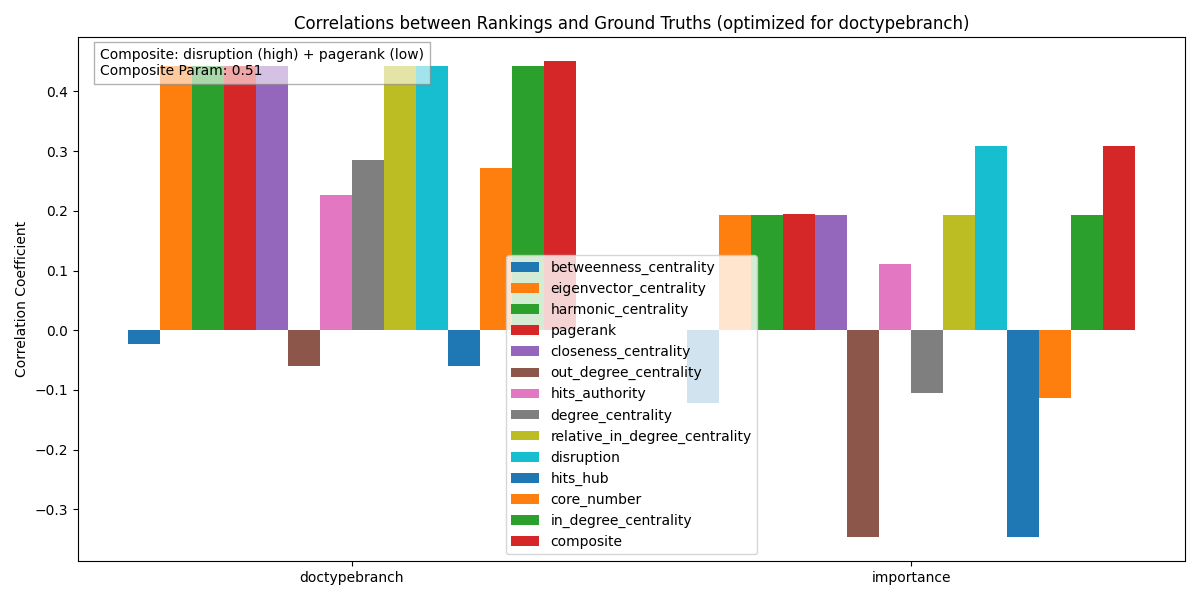 Correlations between Rankings and Ground Truths (optimized for doctypebranch)
Composite: disruption (high) + pagerank (low)
Composite Param: 0.51
Correlation Coefficient
0.4
0.3
0.2
0.1
0.0
−0.1
−0.2
−0.3
betweenness_centrality
eigenvector_centrality
harmonic_centrality
pagerank
closeness_centrality
out_degree_centrality
hits_authority
degree_centrality
relative_in_degree_centrality
disruption
hits_hub
core_number
in_degree_centrality
composite
doctypebranch
importance